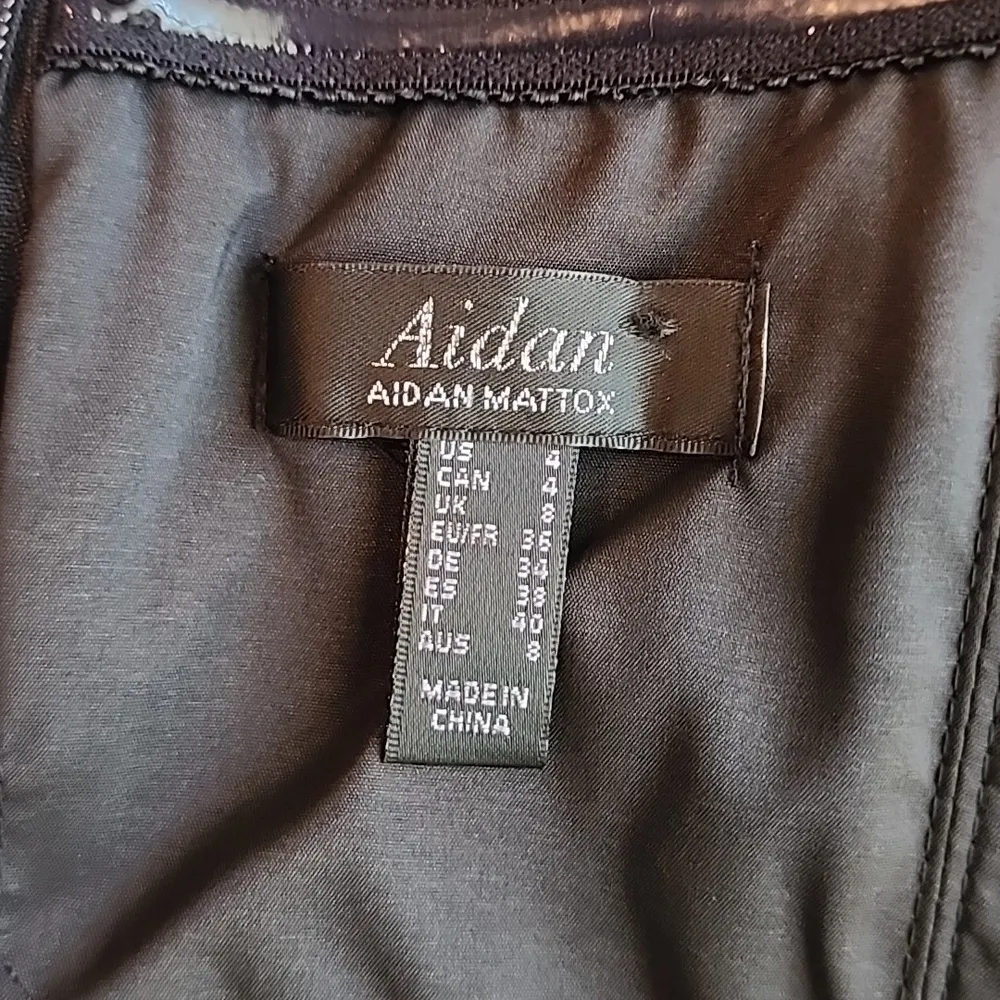 Aidan
AIDAN MATTOX
US 4
CAN 4
UK 8
EU/FR 36
DE 34
ES 38
IT 40
AUS 8
MADE IN
CHINA